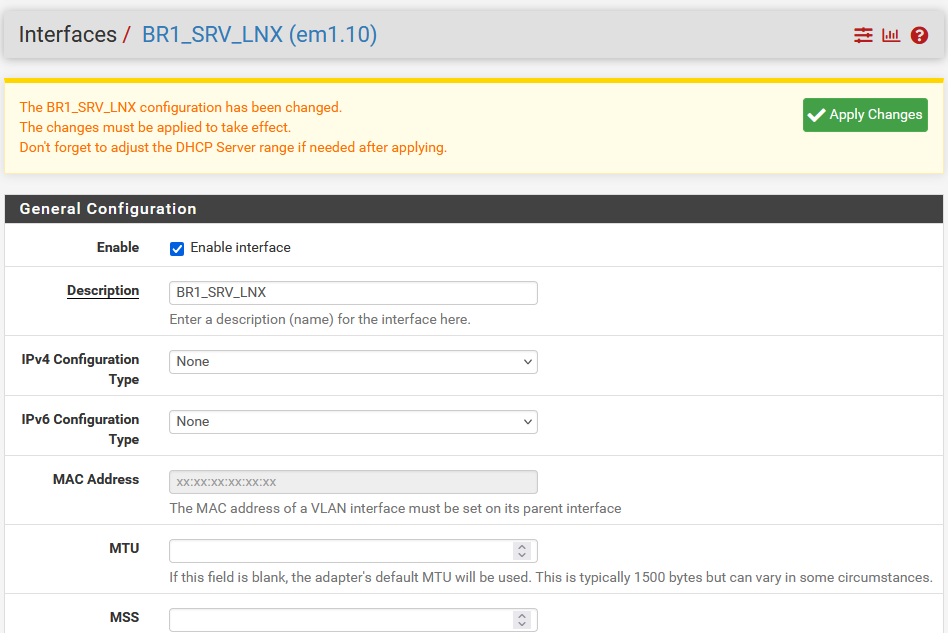 Interfaces / BR1_SRV_LNX (em1.10)
The BR1_SRV_LNX configuration has been changed.
The changes must be applied to take effect.
Don't forget to adjust the DHCP Server range if needed after applying.
Apply Changes
General Configuration
Enable
Enable interface
Description
BR1_SRV_LNX
Enter a description (name) for the interface here.
IPv4 Configuration
Type
None
IPv6 Configuration
Type
None
MAC Address
xx:xx:xx:xx:xx:xx
The MAC address of a VLAN interface must be set on its parent interface
MTU
If this field is blank, the adapter's default MTU will be used. This is typically 1500 bytes but can vary in some circumstances.
MSS